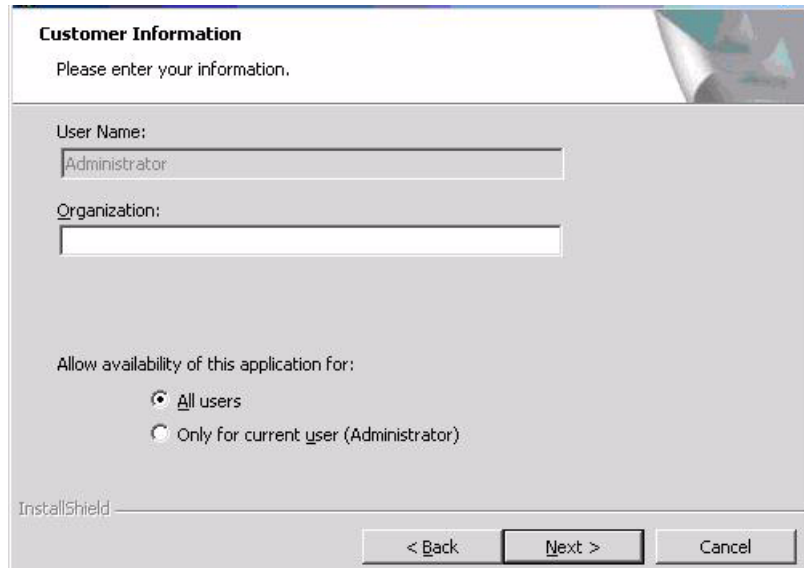 Customer Information
Please enter your information.
User Name:
Administrator
Organization:
Allow availability of this application for:
All users
Only for current user (Administrator)
InstallShield
< Back Next > Cancel